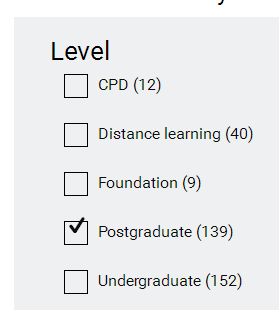 Level
CPD (12)
Distance learning (40)
Foundation (9)
Postgraduate (139)
Undergraduate (152)